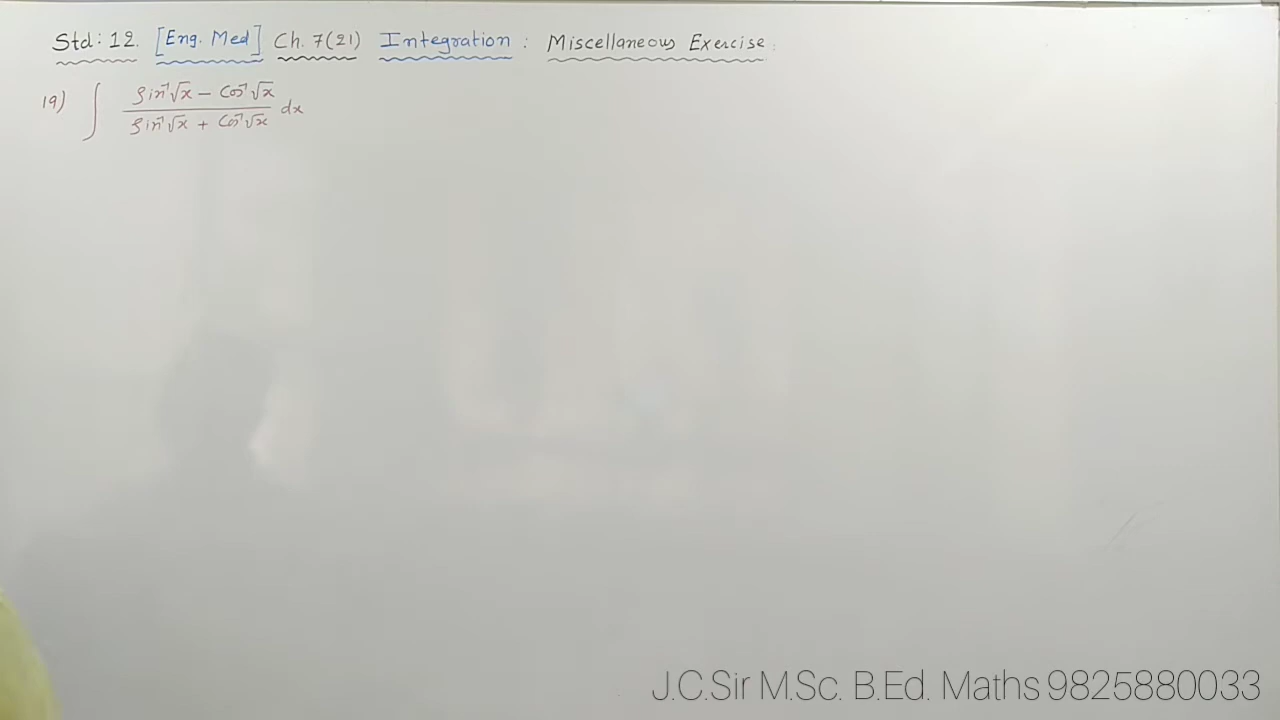 Std: 12. [Eng. Med] Ch. 7(21) Integration : Miscellaneous Exercise.
19) ∫ (sin⁻¹√x − cos⁻¹√x) / (sin⁻¹√x + cos⁻¹√x) dx
J.C.Sir M.Sc. B.Ed. Maths 9825880033